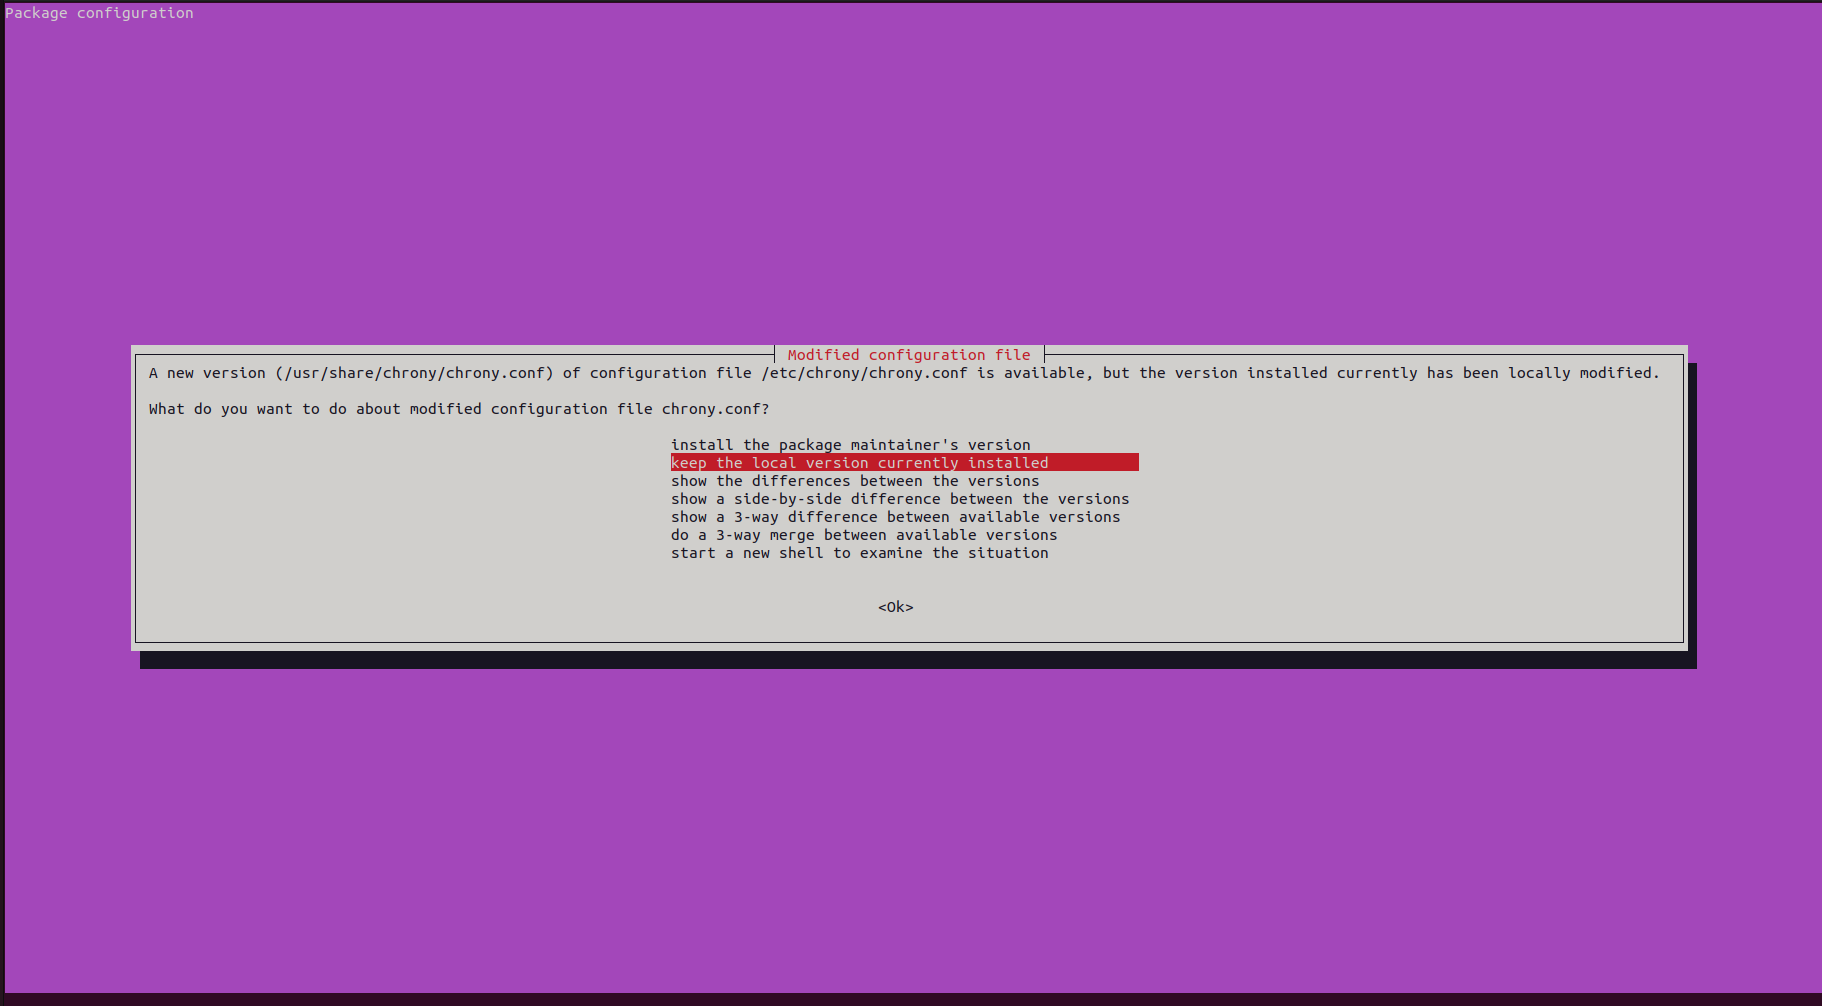 Package configuration
Modified configuration file
A new version (/usr/share/chrony/chrony.conf) of configuration file /etc/chrony/chrony.conf is available, but the version installed currently has been locally modified.
What do you want to do about modified configuration file chrony.conf?
install the package maintainer's version
keep the local version currently installed
show the differences between the versions
show a side-by-side difference between the versions
show a 3-way difference between available versions
do a 3-way merge between available versions
start a new shell to examine the situation
<Ok>